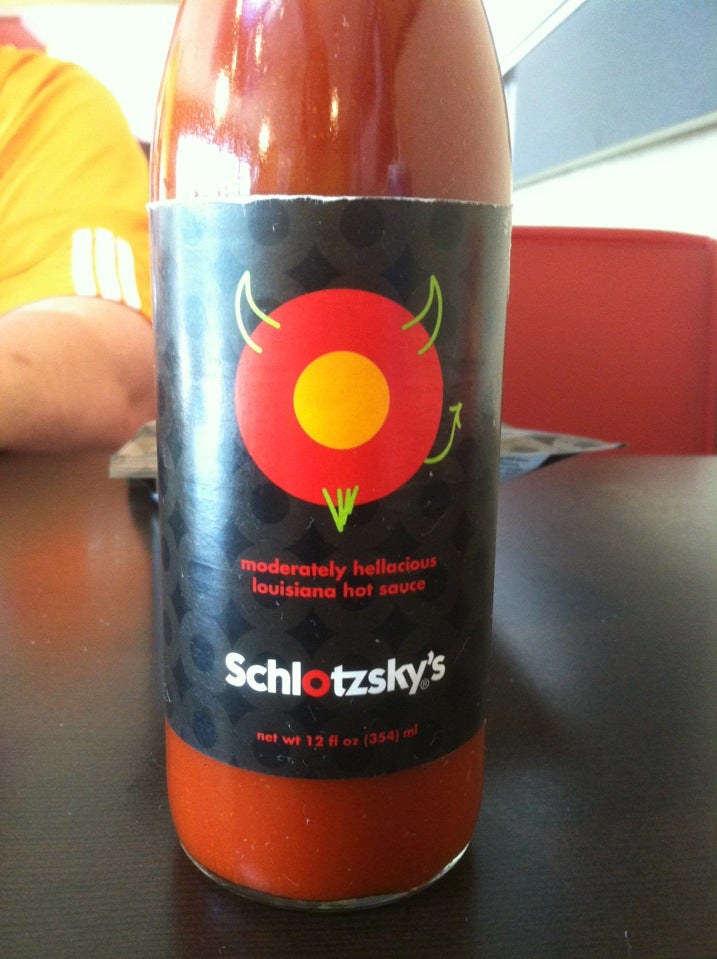 moderately hellacious
louisiana hot sauce
Schlotzsky's®
net wt 12 fl oz (354) ml